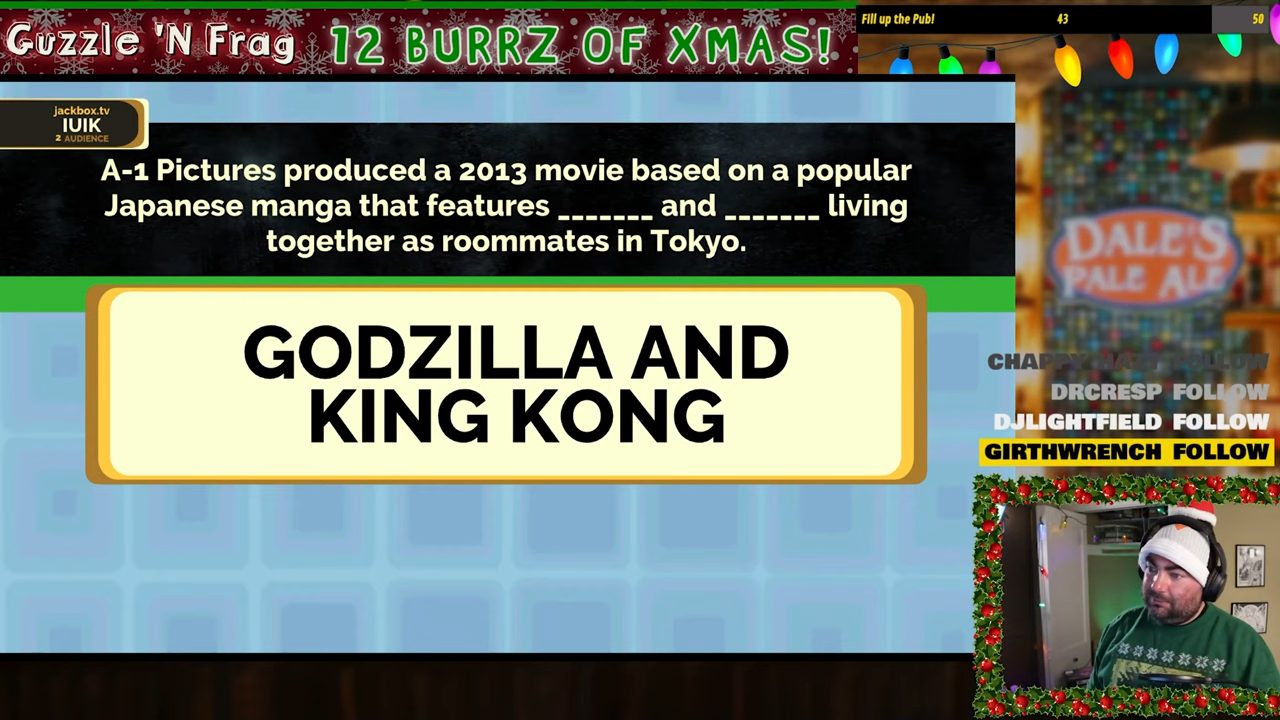 Guzzle 'N Frag 12 BURRZ OF XMAS!
Fill up the Pub! 43 50
jackbox.tv
IUIK
2 AUDIENCE
A-1 Pictures produced a 2013 movie based on a popular
Japanese manga that features _______ and _______ living
together as roommates in Tokyo.
GODZILLA AND
KING KONG
DALE'S
PALE ALE
FOLLOW
DRCRESP FOLLOW
DJLIGHTFIELD FOLLOW
GIRTHWRENCH FOLLOW